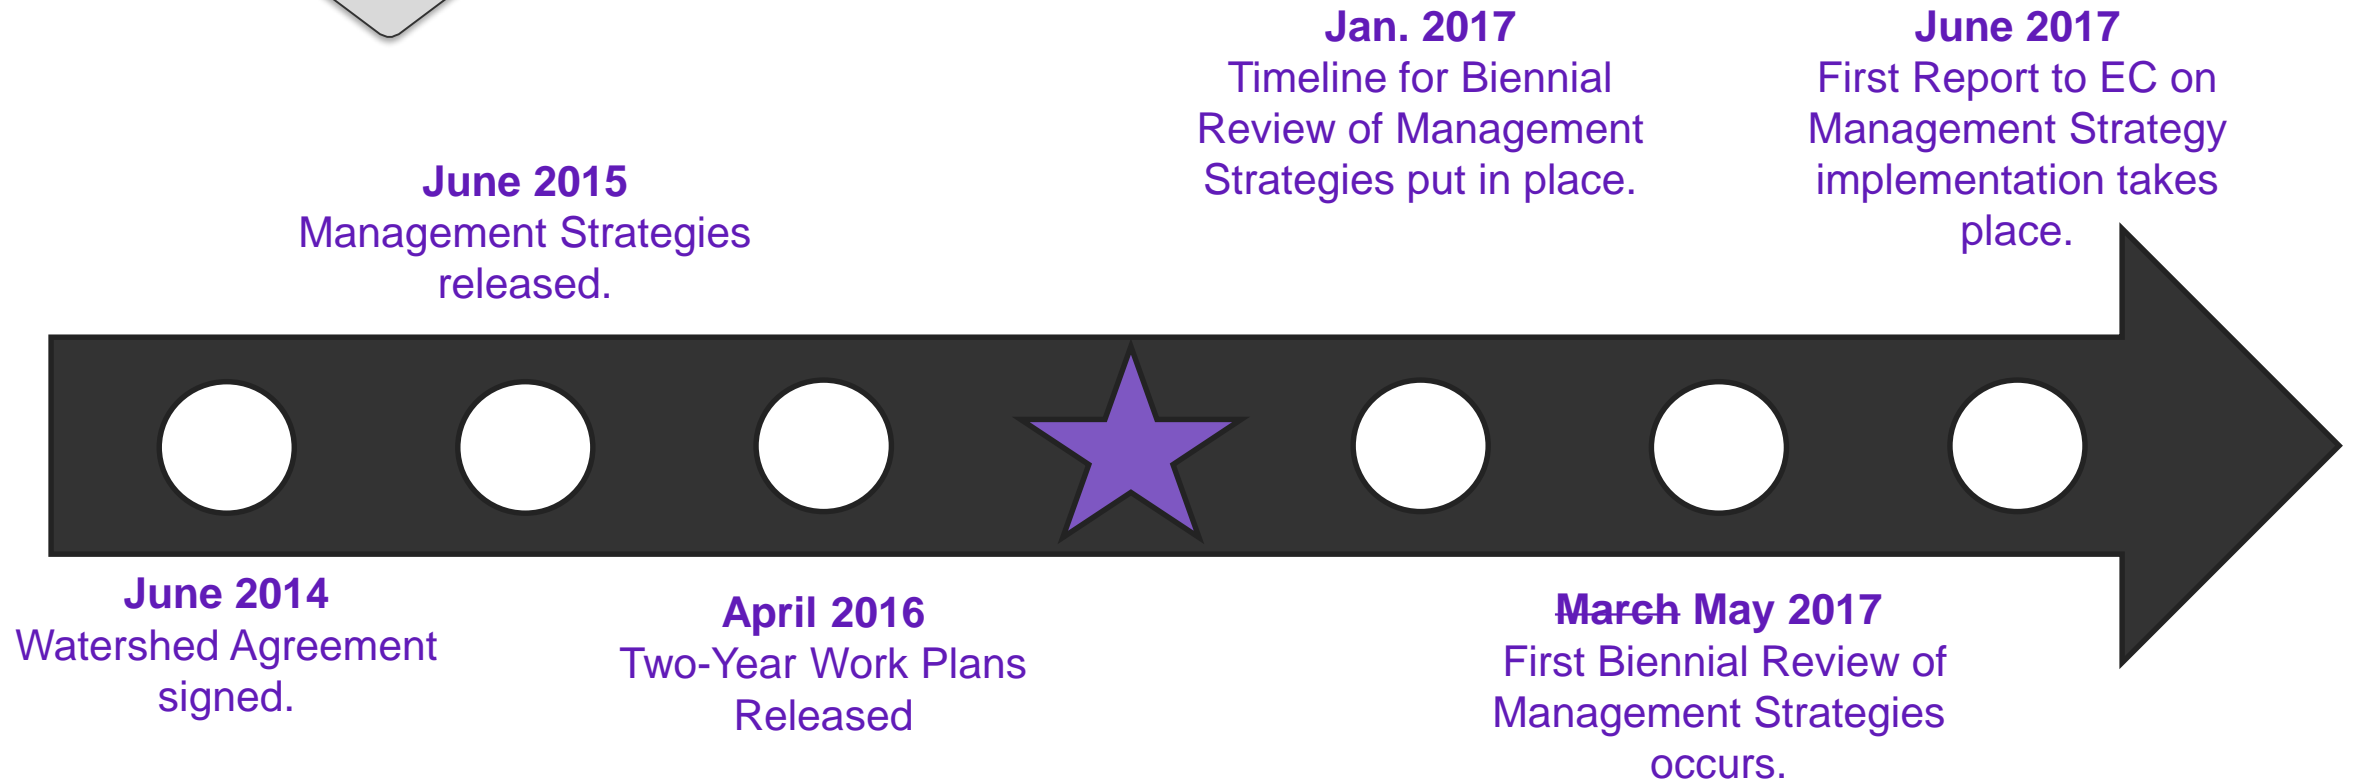 June 2014
Watershed Agreement
signed.
June 2015
Management Strategies
released.
April 2016
Two-Year Work Plans
Released
Jan. 2017
Timeline for Biennial
Review of Management
Strategies put in place.
March May 2017
First Biennial Review of
Management Strategies
occurs.
June 2017
First Report to EC on
Management Strategy
implementation takes
place.